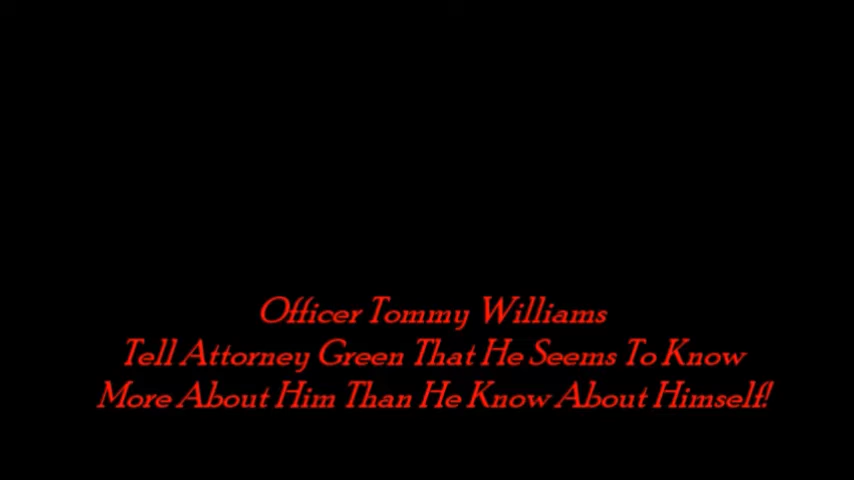 Officer Tommy Williams
Tell Attorney Green That He Seems To Know
More About Him Than He Know About Himself!